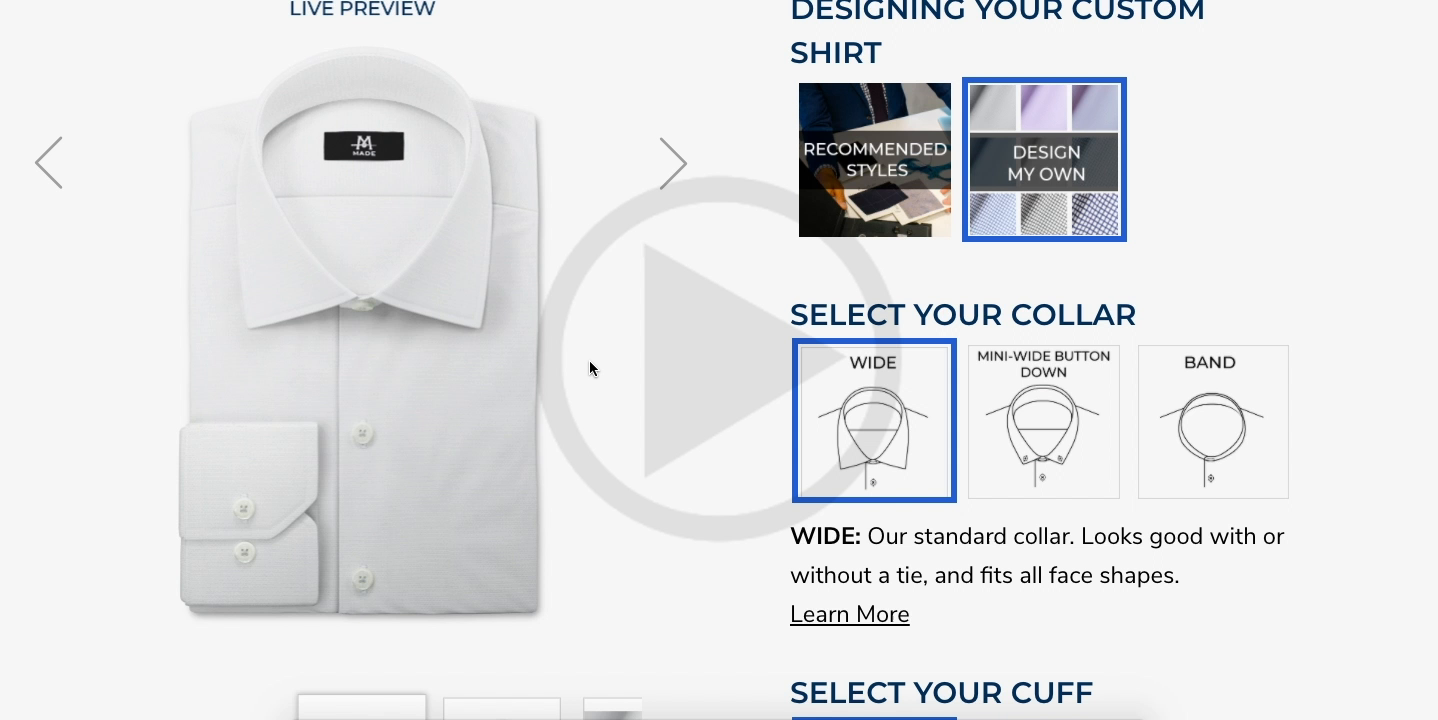 LIVE PREVIEW
M
MADE
DESIGNING YOUR CUSTOM
SHIRT
RECOMMENDED
STYLES
DESIGN
MY OWN
SELECT YOUR COLLAR
WIDE
MINI-WIDE BUTTON
DOWN
BAND
WIDE: Our standard collar. Looks good with or
without a tie, and fits all face shapes.
Learn More
SELECT YOUR CUFF